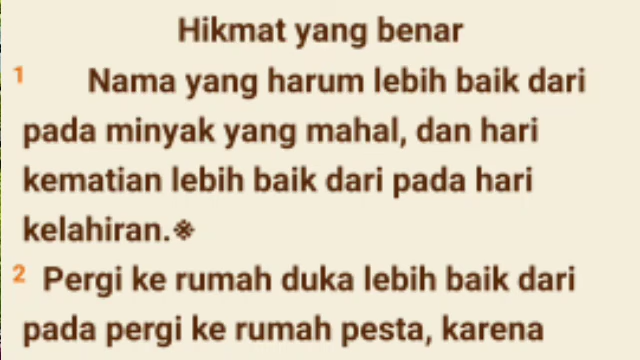 Hikmat yang benar
1 Nama yang harum lebih baik dari
pada minyak yang mahal, dan hari
kematian lebih baik dari pada hari
kelahiran.※
2 Pergi ke rumah duka lebih baik dari
pada pergi ke rumah pesta, karena